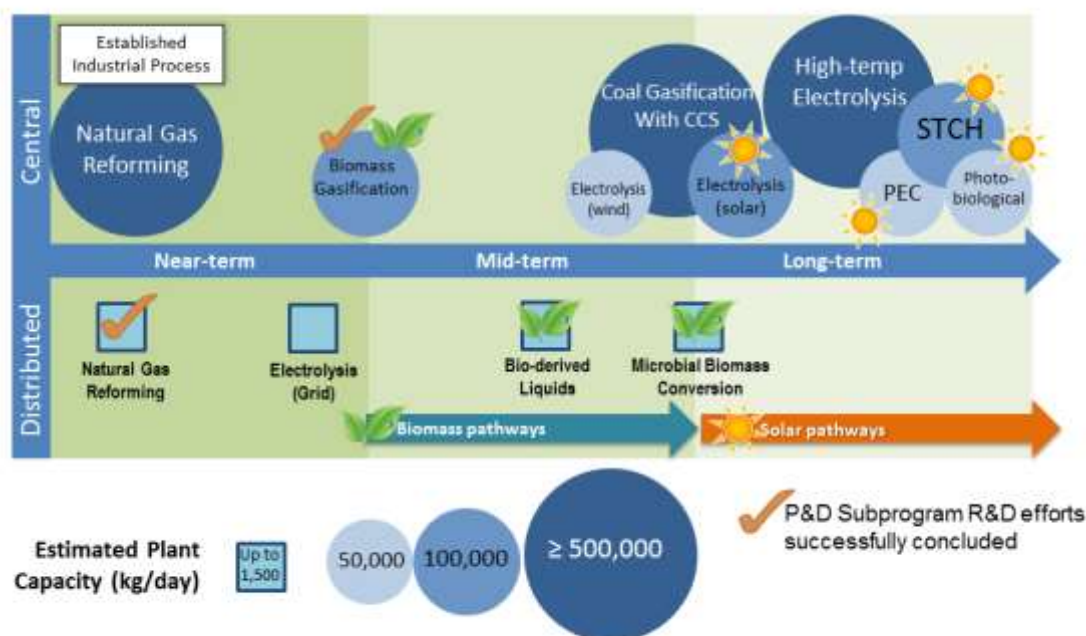 Central
Established
Industrial Process
Natural Gas
Reforming
Biomass
Gasification
Coal Gasification
With CCS
Electrolysis
(wind)
Electrolysis
(solar)
High-temp
Electrolysis
STCH
PEC
Photo-
biological
Near-term
Mid-term
Long-term
Distributed
Natural Gas
Reforming
Electrolysis
(Grid)
Bio-derived
Liquids
Microbial Biomass
Conversion
Biomass pathways
Solar pathways
Estimated Plant
Capacity (kg/day)
Up to
1,500
50,000
100,000
≥ 500,000
P&D Subprogram R&D efforts
successfully concluded